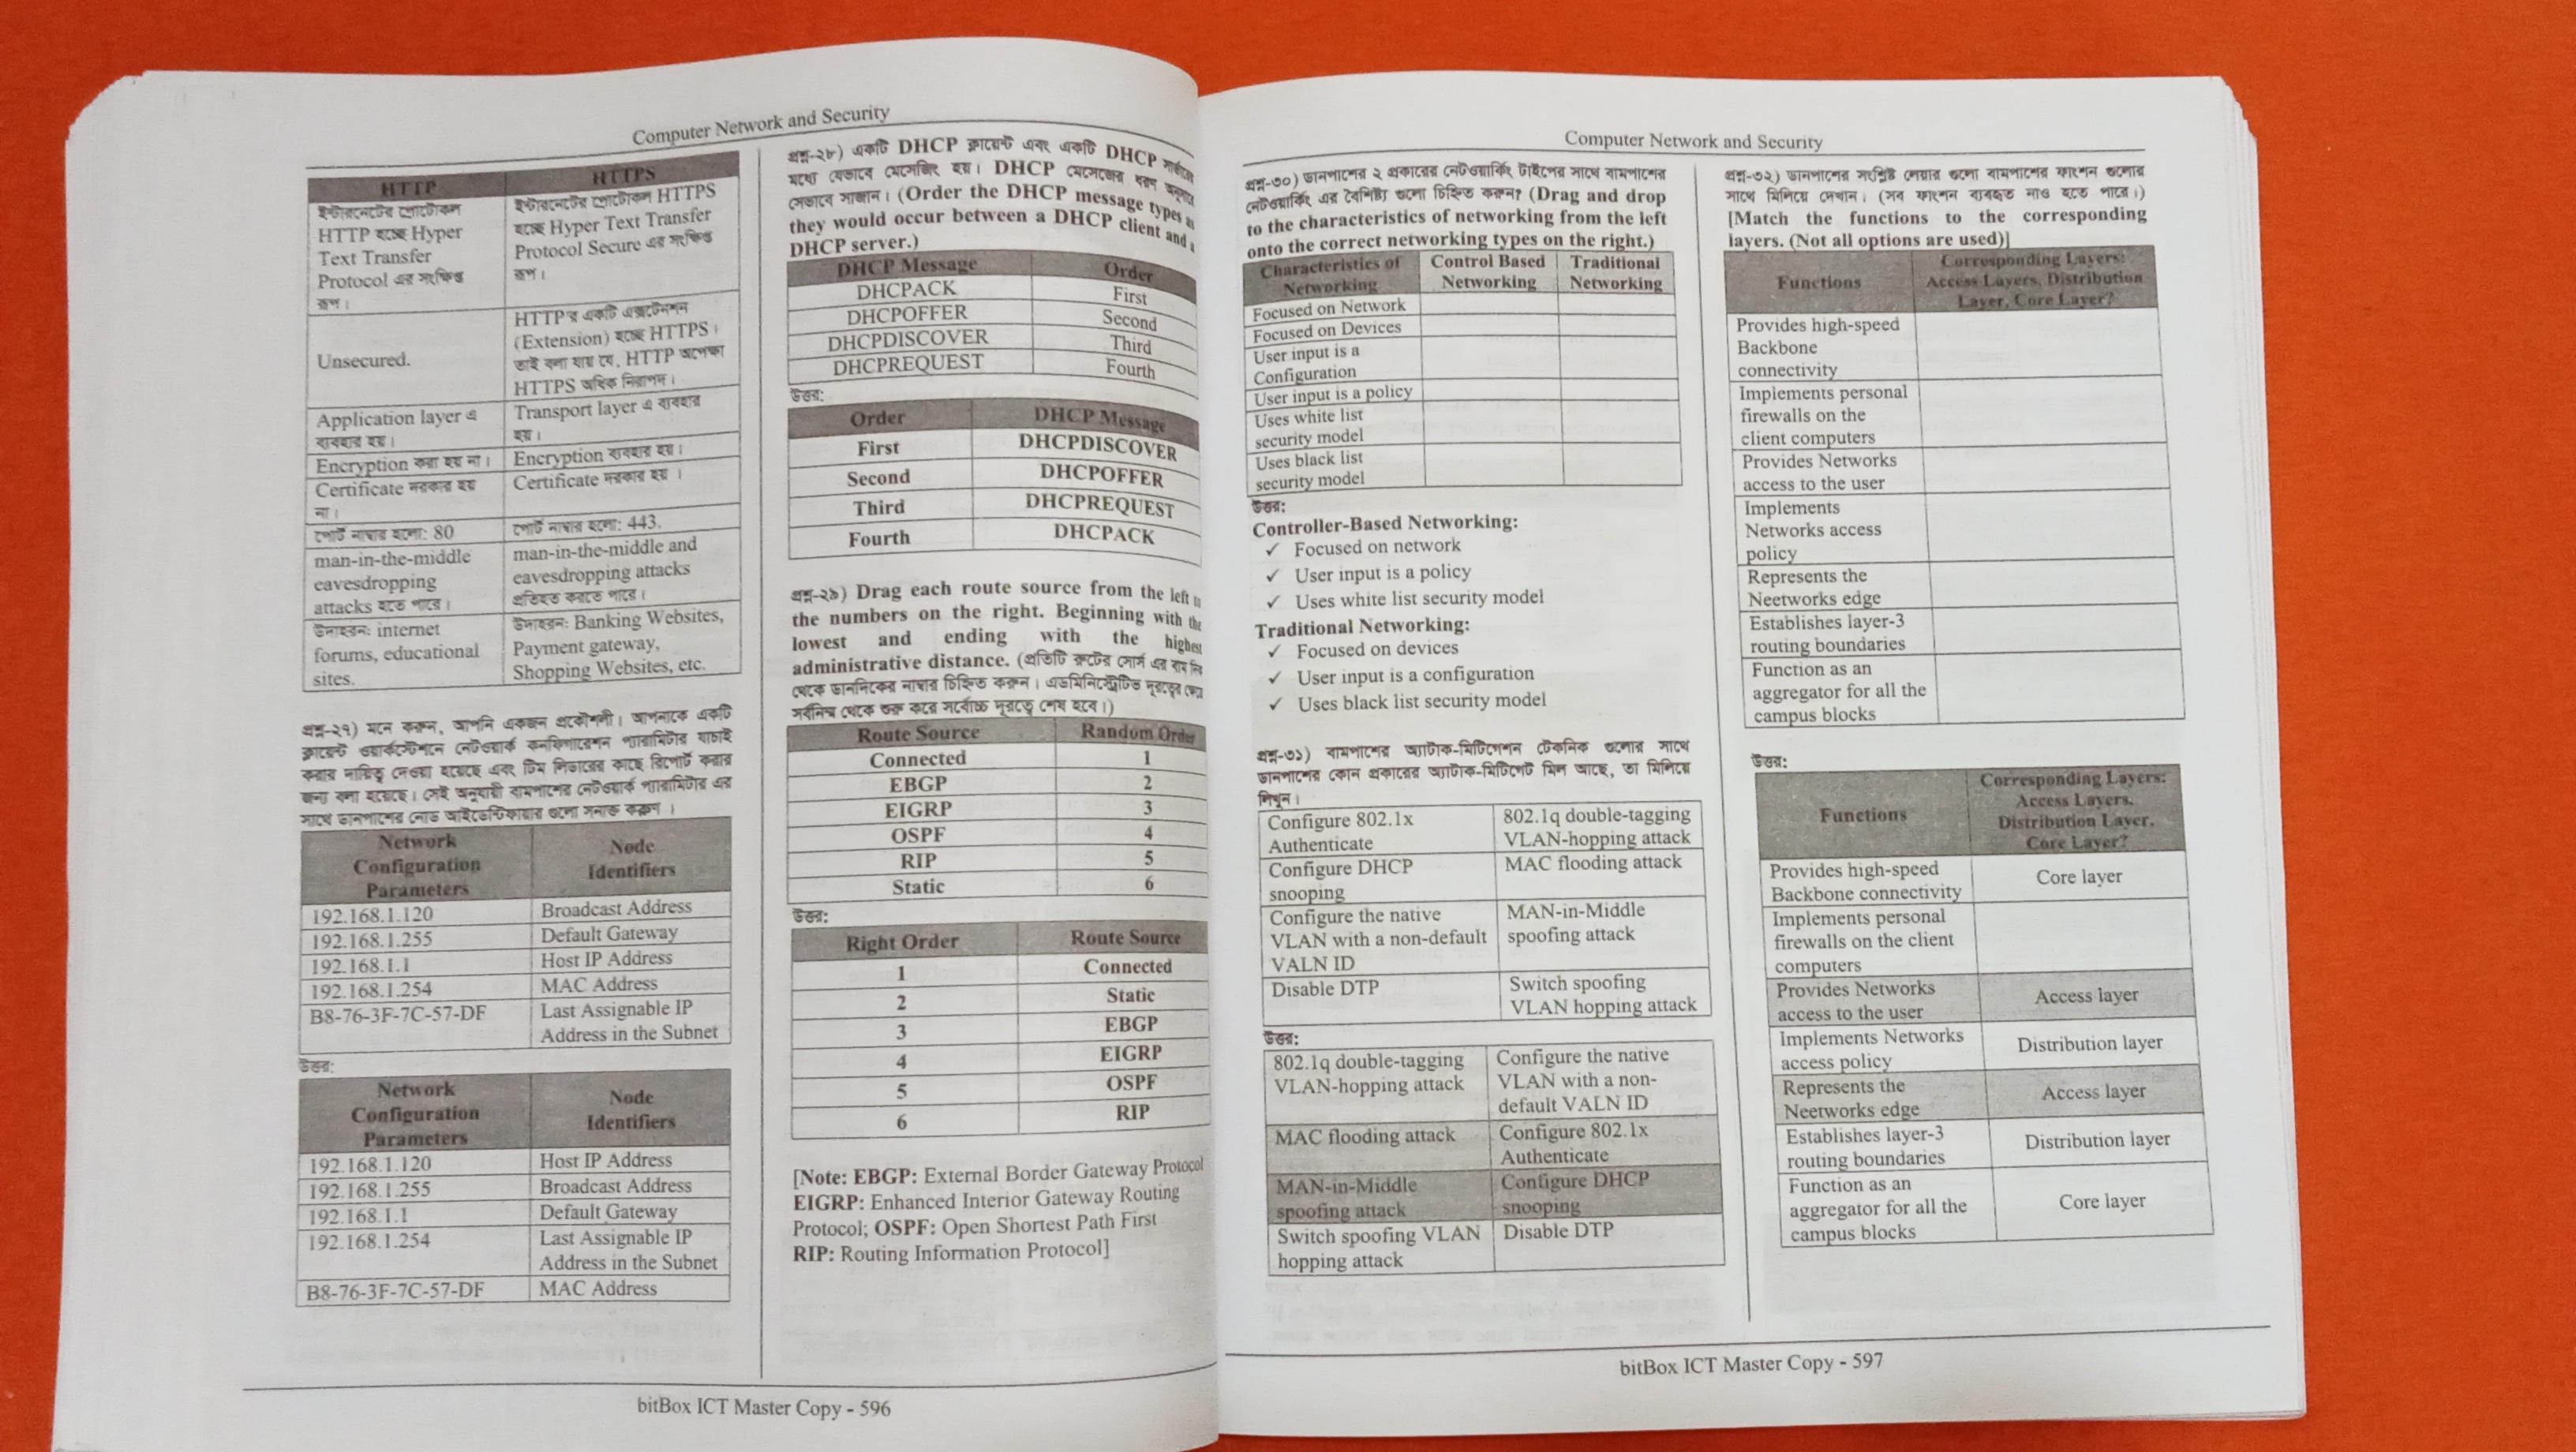 Computer Network and Security
HTTP
HTTPS
ইন্টারনেটের প্রোটোকল
HTTP হচ্ছে Hyper
Text Transfer
Protocol এর সংক্ষিপ্ত
রূপ।
ইন্টারনেটের প্রোটোকল HTTPS
হচ্ছে Hyper Text Transfer
Protocol Secure এর সংক্ষিপ্ত
রূপ।
Unsecured.
HTTP'র একটি এক্সটেনশন
(Extension) হচ্ছে HTTPS।
তাই বলা যায় যে, HTTP অপেক্ষা
HTTPS অধিক নিরাপদ।
Application layer এ
ব্যবহার হয়।
Transport layer এ ব্যবহার
হয়।
Encryption করা হয় না।
Encryption ব্যবহার হয়।
Certificate দরকার হয়
না।
Certificate দরকার হয় ।
পোর্ট নাম্বার হলো: 80
পোর্ট নাম্বার হলো: 443.
man-in-the-middle
eavesdropping
attacks হতে পারে।
man-in-the-middle and
eavesdropping attacks
প্রতিহত করতে পারে।
উদাহরন: internet
forums, educational
sites.
উদাহরন: Banking Websites,
Payment gateway,
Shopping Websites, etc.
প্রশ্ন-২৭) মনে করুন, আপনি একজন প্রকৌশলী। আপনাকে একটি
ক্লায়েন্ট ওয়ার্কস্টেশনে নেটওয়ার্ক কনফিগারেশন প্যারামিটার যাচাই
করার দায়িত্ব দেওয়া হয়েছে এবং টিম লিডারের কাছে রিপোর্ট করার
জন্য বলা হয়েছে। সেই অনুযায়ী বামপাশের নেটওয়ার্ক প্যারামিটার এর
সাথে ডানপাশের নোড আইডেন্টিফায়ার গুলো সনাক্ত করুণ ।
Network
Configuration
Parameters
Node
Identifiers
192.168.1.120
Broadcast Address
192.168.1.255
Default Gateway
192.168.1.1
Host IP Address
192.168.1.254
MAC Address
B8-76-3F-7C-57-DF
Last Assignable IP
Address in the Subnet
উত্তর:
Network
Configuration
Parameters
Node
Identifiers
192.168.1.120
Host IP Address
192.168.1.255
Broadcast Address
192.168.1.1
Default Gateway
192.168.1.254
Last Assignable IP
Address in the Subnet
B8-76-3F-7C-57-DF
MAC Address
প্রশ্ন-২৮) একটি DHCP ক্লায়েন্ট এবং একটি DHCP সার্ভারের
মধ্যে যেভাবে মেসেজিং হয়। DHCP মেসেজের ধরণ অনুসারে
সেভাবে সাজান। (Order the DHCP message types as
they would occur between a DHCP client and a
DHCP server.)
DHCP Message
Order
DHCPACK
First
DHCPOFFER
Second
DHCPDISCOVER
Third
DHCPREQUEST
Fourth
উত্তর:
Order
DHCP Message
First
DHCPDISCOVER
Second
DHCPOFFER
Third
DHCPREQUEST
Fourth
DHCPACK
প্রশ্ন-২৯) Drag each route source from the left
the numbers on the right. Beginning with the
lowest and ending with the highest
administrative distance. (প্রতিটি রুটের সোর্স এর বাম
থেকে ডানদিকের নাম্বার চিহ্নিত করুন। এডমিনিস্ট্রেটিভ দূরত্বের
সর্বনিম্ন থেকে শুরু করে সর্বোচ্চ দূরত্বে শেষ হবে।)
Route Source
Random Order
Connected
1
EBGP
2
EIGRP
3
OSPF
4
RIP
5
Static
6
উত্তর:
Right Order
Route Source
1
Connected
2
Static
3
EBGP
4
EIGRP
5
OSPF
6
RIP
[Note: EBGP: External Border Gateway Protocol
EIGRP: Enhanced Interior Gateway Routing
Protocol; OSPF: Open Shortest Path First
RIP: Routing Information Protocol]
bitBox ICT Master Copy - 596
Computer Network and Security
প্রশ্ন-৩০) ডানপাশের ২ প্রকারের নেটওয়ার্কিং টাইপের সাথে বামপাশের
নেটওয়ার্কিং এর বৈশিষ্ট্য গুলো চিহ্নিত করুন? (Drag and drop
to the characteristics of networking from the left
onto the correct networking types on the right.)
Characteristics of
Networking
Control Based
Networking
Traditional
Networking
Focused on Network
Focused on Devices
User input is a
Configuration
User input is a policy
Uses white list
security model
Uses black list
security model
উত্তর:
Controller-Based Networking:
✓ Focused on network
✓ User input is a policy
✓ Uses white list security model
Traditional Networking:
✓ Focused on devices
✓ User input is a configuration
✓ Uses black list security model
প্রশ্ন-৩১) বামপাশের অ্যাটাক-মিটিগেশন টেকনিক গুলোর সাথে
ডানপাশের কোন প্রকারের অ্যাটাক-মিটিগেট মিল আছে, তা মিলিয়ে
লিখুন।
Configure 802.1x
Authenticate
802.1q double-tagging
VLAN-hopping attack
Configure DHCP
snooping
MAC flooding attack
Configure the native
VLAN with a non-default
VALN ID
MAN-in-Middle
spoofing attack
Disable DTP
Switch spoofing
VLAN hopping attack
উত্তর:
802.1q double-tagging
VLAN-hopping attack
Configure the native
VLAN with a non-
default VALN ID
MAC flooding attack
Configure 802.1x
Authenticate
MAN-in-Middle
spoofing attack
Configure DHCP
snooping
Switch spoofing VLAN
hopping attack
Disable DTP
প্রশ্ন-৩২) ডানপাশের সংশ্লিষ্ট লেয়ার গুলো বামপাশের ফাংশন গুলোর
সাথে মিলিয়ে দেখান। (সব ফাংশন ব্যবহৃত নাও হতে পারে।)
[Match the functions to the corresponding
layers. (Not all options are used)]
Functions
Corresponding Layers:
Access Layers, Distribution
Layer, Core Layer?
Provides high-speed
Backbone
connectivity
Implements personal
firewalls on the
client computers
Provides Networks
access to the user
Implements
Networks access
policy
Represents the
Neetworks edge
Establishes layer-3
routing boundaries
Function as an
aggregator for all the
campus blocks
উত্তর:
Functions
Corresponding Layers:
Access Layers,
Distribution Layer,
Core Layer?
Provides high-speed
Backbone connectivity
Core layer
Implements personal
firewalls on the client
computers
Provides Networks
access to the user
Access layer
Implements Networks
access policy
Distribution layer
Represents the
Neetworks edge
Access layer
Establishes layer-3
routing boundaries
Distribution layer
Function as an
aggregator for all the
campus blocks
Core layer
bitBox ICT Master Copy - 597